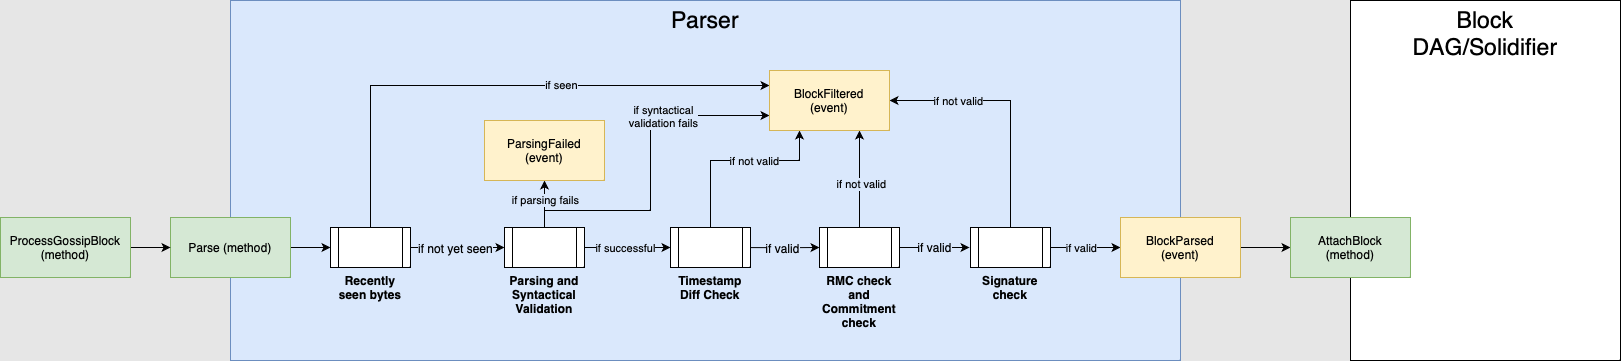 Parser
Block
DAG/Solidifier
if seen
BlockFiltered
(event)
if not valid
if syntactical
validation fails
ParsingFailed
(event)
if not valid
if not valid
if parsing fails
ProcessGossipBlock
(method)
Parse (method)
if not yet seen
if successful
if valid
if valid
if valid
BlockParsed
(event)
AttachBlock
(method)
Recently
seen bytes
Parsing and
Syntactical
Validation
Timestamp
Diff Check
RMC check
and
Commitment
check
Signature
check